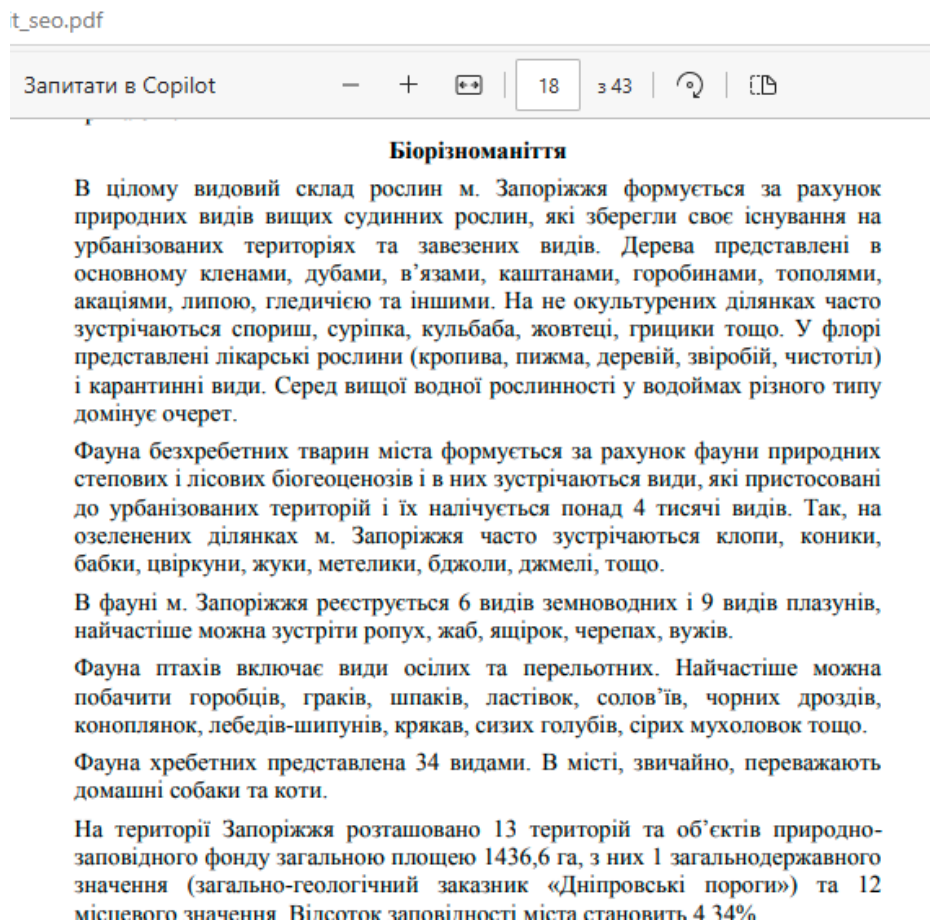 it_seo.pdf
Запитати в Copilot
18
з 43
Біорізноманіття
В цілому видовий склад рослин м. Запоріжжя формується за рахунок
природних видів вищих судинних рослин, які зберегли своє існування на
урбанізованих територіях та завезених видів. Дерева представлені в
основному кленами, дубами, в’язами, каштанами, горобинами, тополями,
акаціями, липою, гледичією та іншими. На не окультурених ділянках часто
зустрічаються спориш, суріпка, кульбаба, жовтеці, грицики тощо. У флорі
представлені лікарські рослини (кропива, пижма, деревій, звіробій, чистотіл)
і карантинні види. Серед вищої водної рослинності у водоймах різного типу
домінує очерет.
Фауна безхребетних тварин міста формується за рахунок фауни природних
степових і лісових біогеоценозів і в них зустрічаються види, які пристосовані
до урбанізованих територій і їх налічується понад 4 тисячі видів. Так, на
озеленених ділянках м. Запоріжжя часто зустрічаються клопи, коники,
бабки, цвіркуни, жуки, метелики, бджоли, джмелі, тощо.
В фауні м. Запоріжжя реєструється 6 видів земноводних і 9 видів плазунів,
найчастіше можна зустріти ропух, жаб, ящірок, черепах, вужів.
Фауна птахів включає види осілих та перельотних. Найчастіше можна
побачити горобців, граків, шпаків, ластівок, солов’їв, чорних дроздів,
коноплянок, лебедів-шипунів, крякав, сизих голубів, сірих мухоловок тощо.
Фауна хребетних представлена 34 видами. В місті, звичайно, переважають
домашні собаки та коти.
На території Запоріжжя розташовано 13 територій та об’єктів природно-
заповідного фонду загальною площею 1436,6 га, з них 1 загальнодержавного
значення (загально-геологічний заказник «Дніпровські пороги») та 12
місцевого значення. Відсоток заповідності міста становить 4,34%